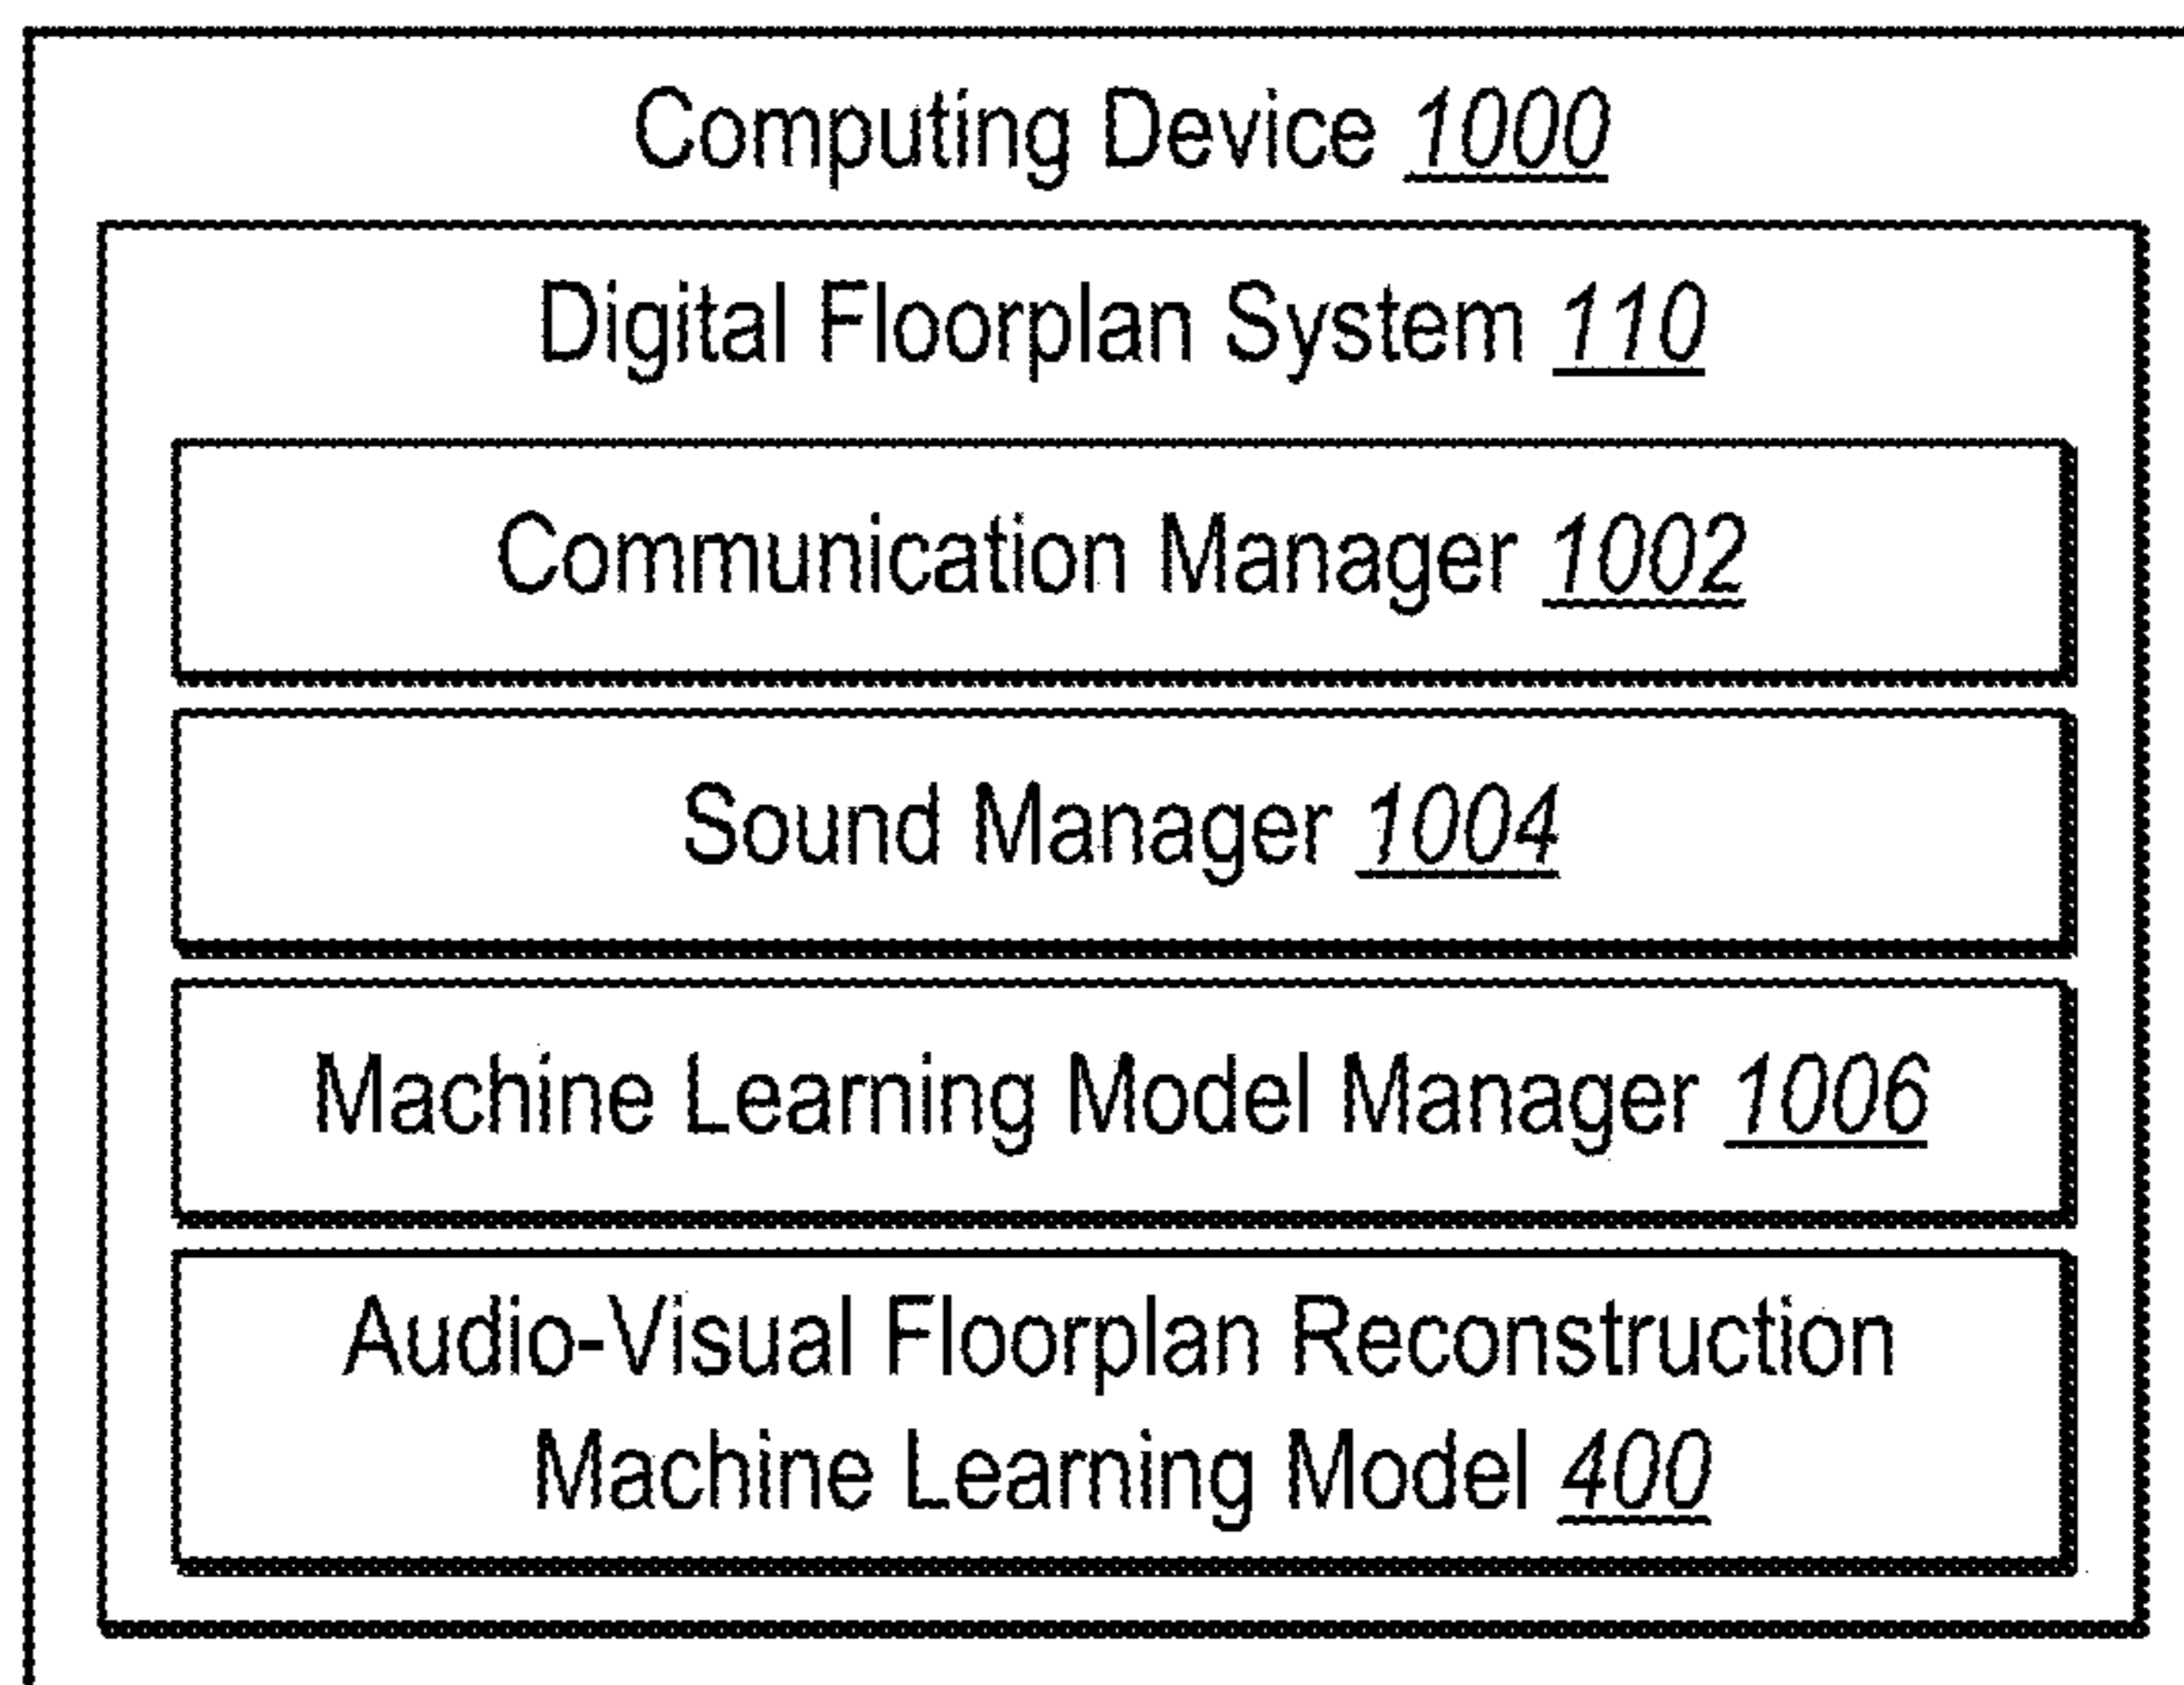 Computing Device 1000
Digital Floorplan System 110
Communication Manager 1002
Sound Manager 1004
Machine Learning Model Manager 1006
Audio-Visual Floorplan Reconstruction
Machine Learning Model 400